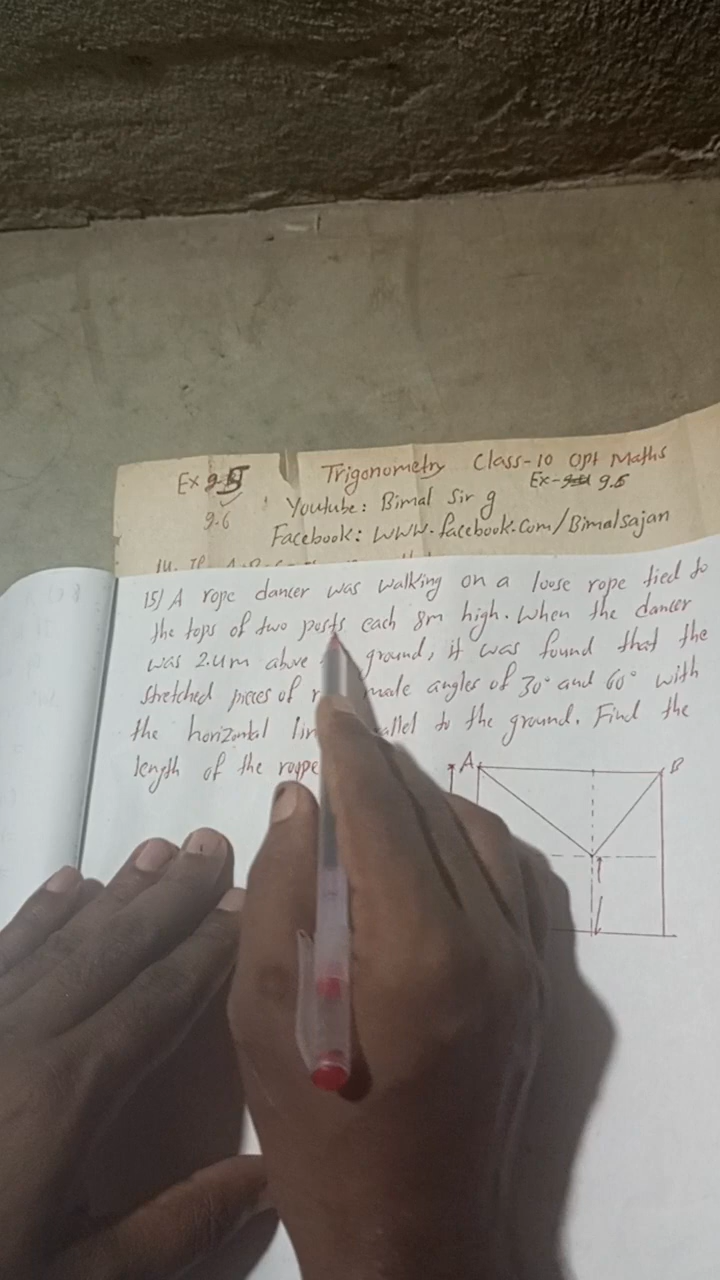 Ex 9.5
9.6
Trigonometry Class-10 Opt Maths
Ex- 9.5
Youtube: Bimal Sir g
Facebook: www.facebook.com/Bimalsajan
14.
15) A rope dancer was walking on a loose rope tied to
the tops of two posts each 8m high. When the dancer
was 2.4m above ground, it was found that the
stretched pieces of made angles of 30° and 60° with
the horizontal to the ground. Find the
length of the
A B